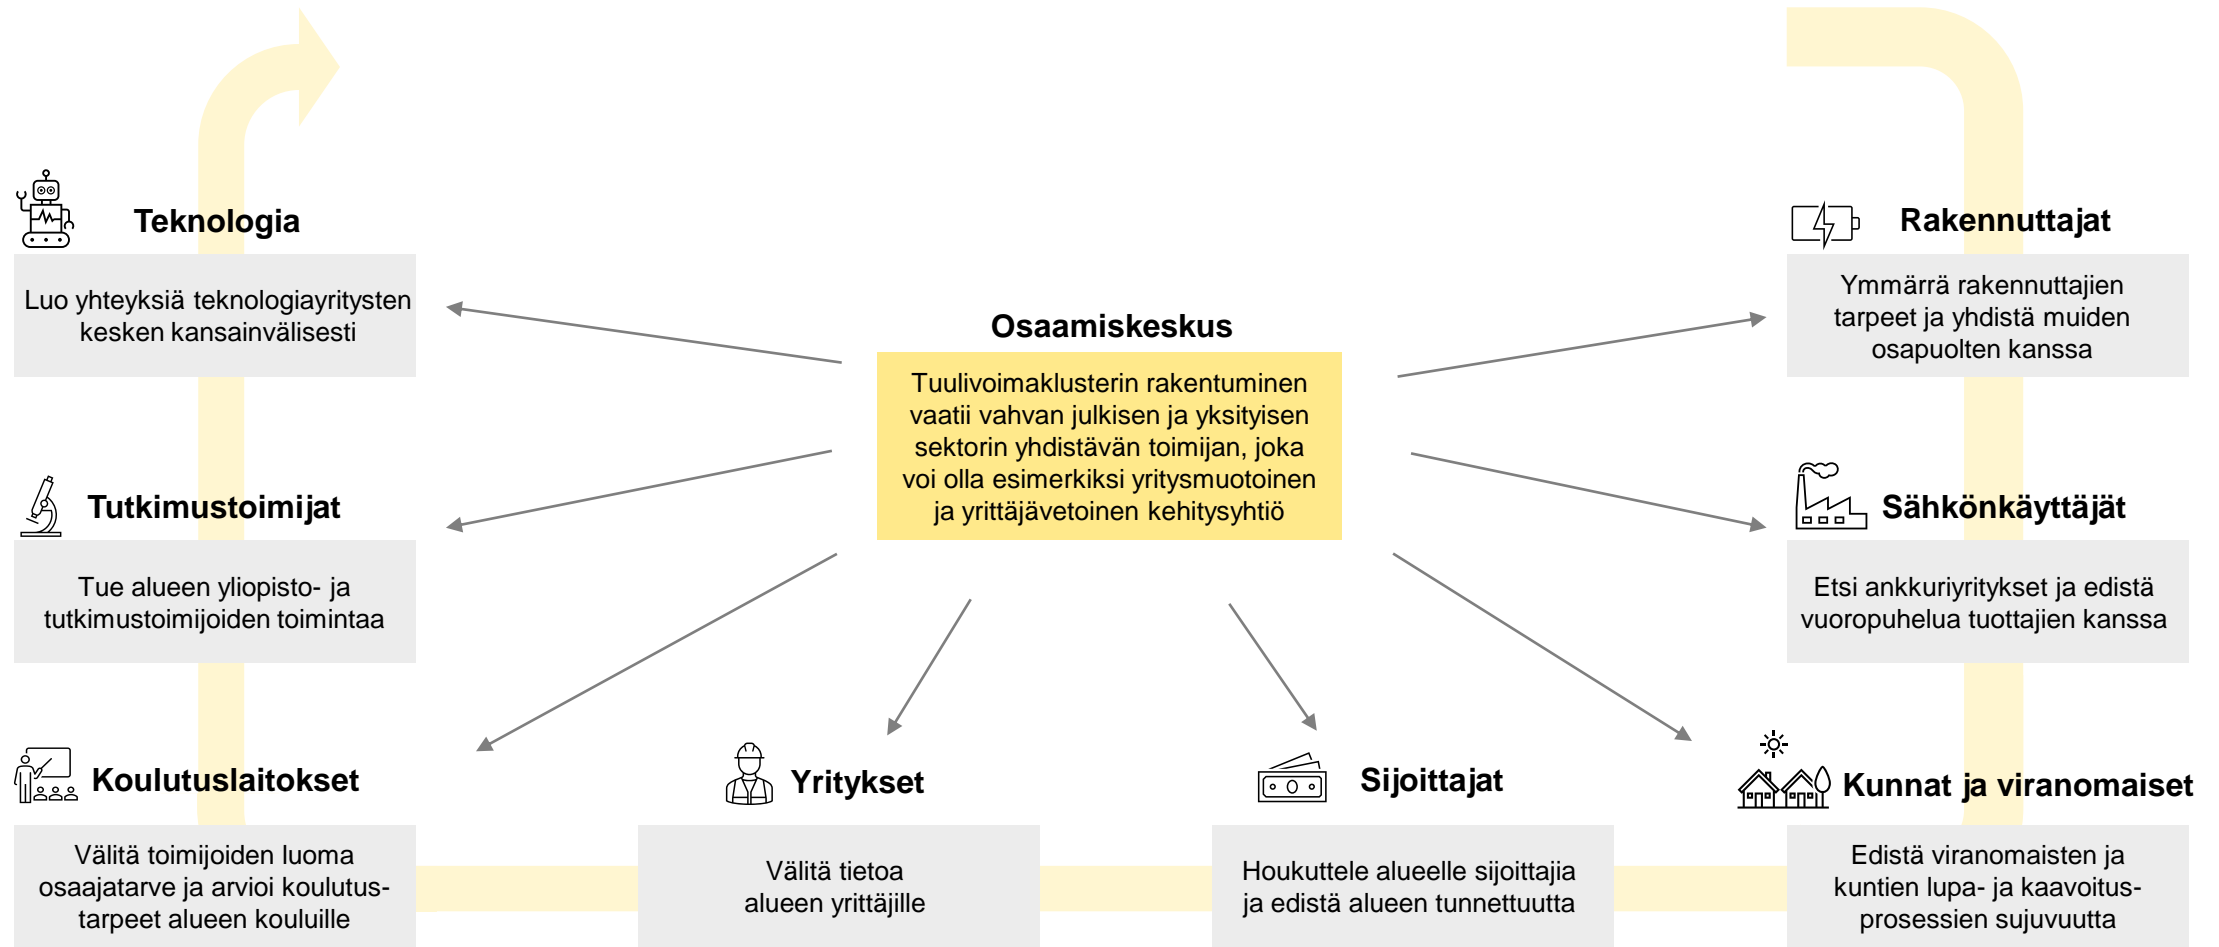 Teknologia
Luo yhteyksiä teknologiayritysten
kesken kansainvälisesti
Tutkimustoimijat
Tue alueen yliopisto- ja
tutkimustoimijoiden toimintaa
Koulutuslaitokset
Välitä toimijoiden luoma
osaajatarve ja arvioi koulutus-
tarpeet alueen kouluille
Osaamiskeskus
Tuulivoimaklusterin rakentuminen
vaatii vahvan julkisen ja yksityisen
sektorin yhdistävän toimijan, joka
voi olla esimerkiksi yritysmuotoinen
ja yrittäjävetoinen kehitysyhtiö
Yritykset
Välitä tietoa
alueen yrittäjille
Sijoittajat
Houkuttele alueelle sijoittajia
ja edistä alueen tunnettuutta
Rakennuttajat
Ymmärrä rakennuttajien
tarpeet ja yhdistä muiden
osapuolten kanssa
Sähkönkäyttäjät
Etsi ankkuriyritykset ja edistä
vuoropuhelua tuottajien kanssa
Kunnat ja viranomaiset
Edistä viranomaisten ja
kuntien lupa- ja kaavoitus-
prosessien sujuvuutta